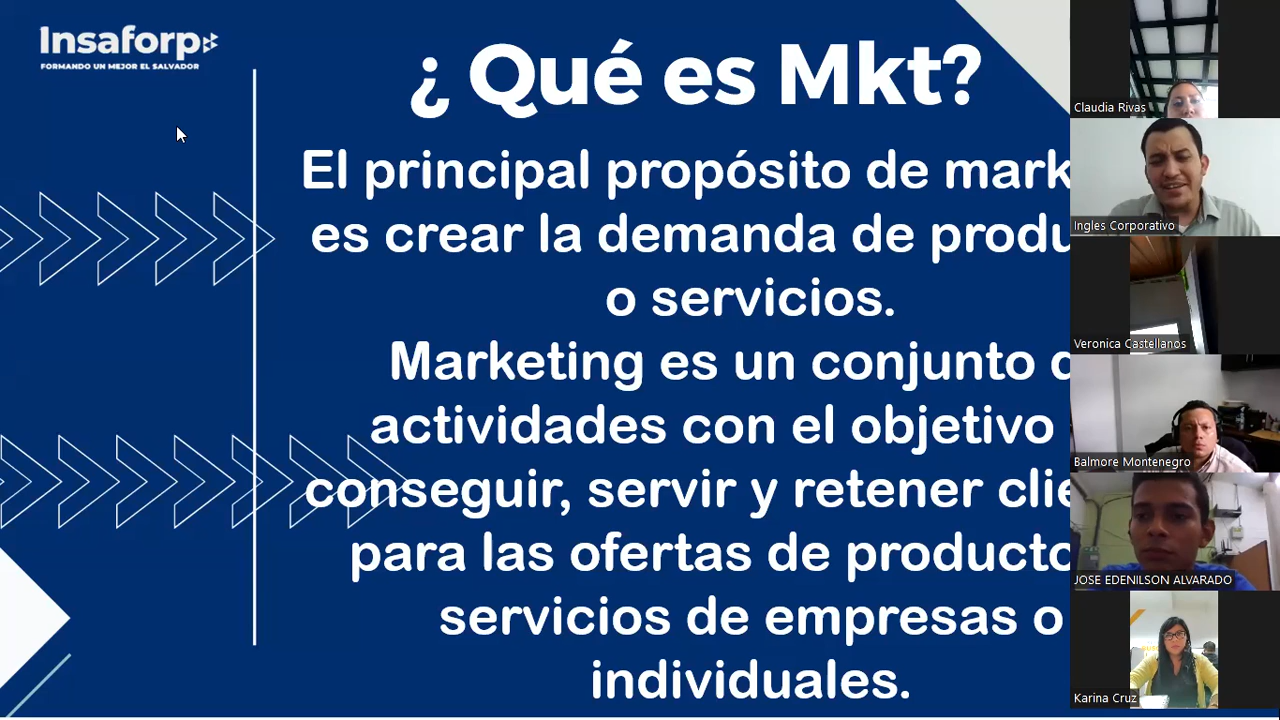 Insaforp
FORMANDO UN MEJOR EL SALVADOR
¿ Qué es Mkt?
El principal propósito de mark
es crear la demanda de produ
o servicios.
Marketing es un conjunto d
actividades con el objetivo
conseguir, servir y retener clie
para las ofertas de producto
servicios de empresas o
individuales.
Claudia Rivas
Ingles Corporativo
Veronica Castellanos
Balmore Montenegro
JOSE EDENILSON ALVARADO
Karina Cruz